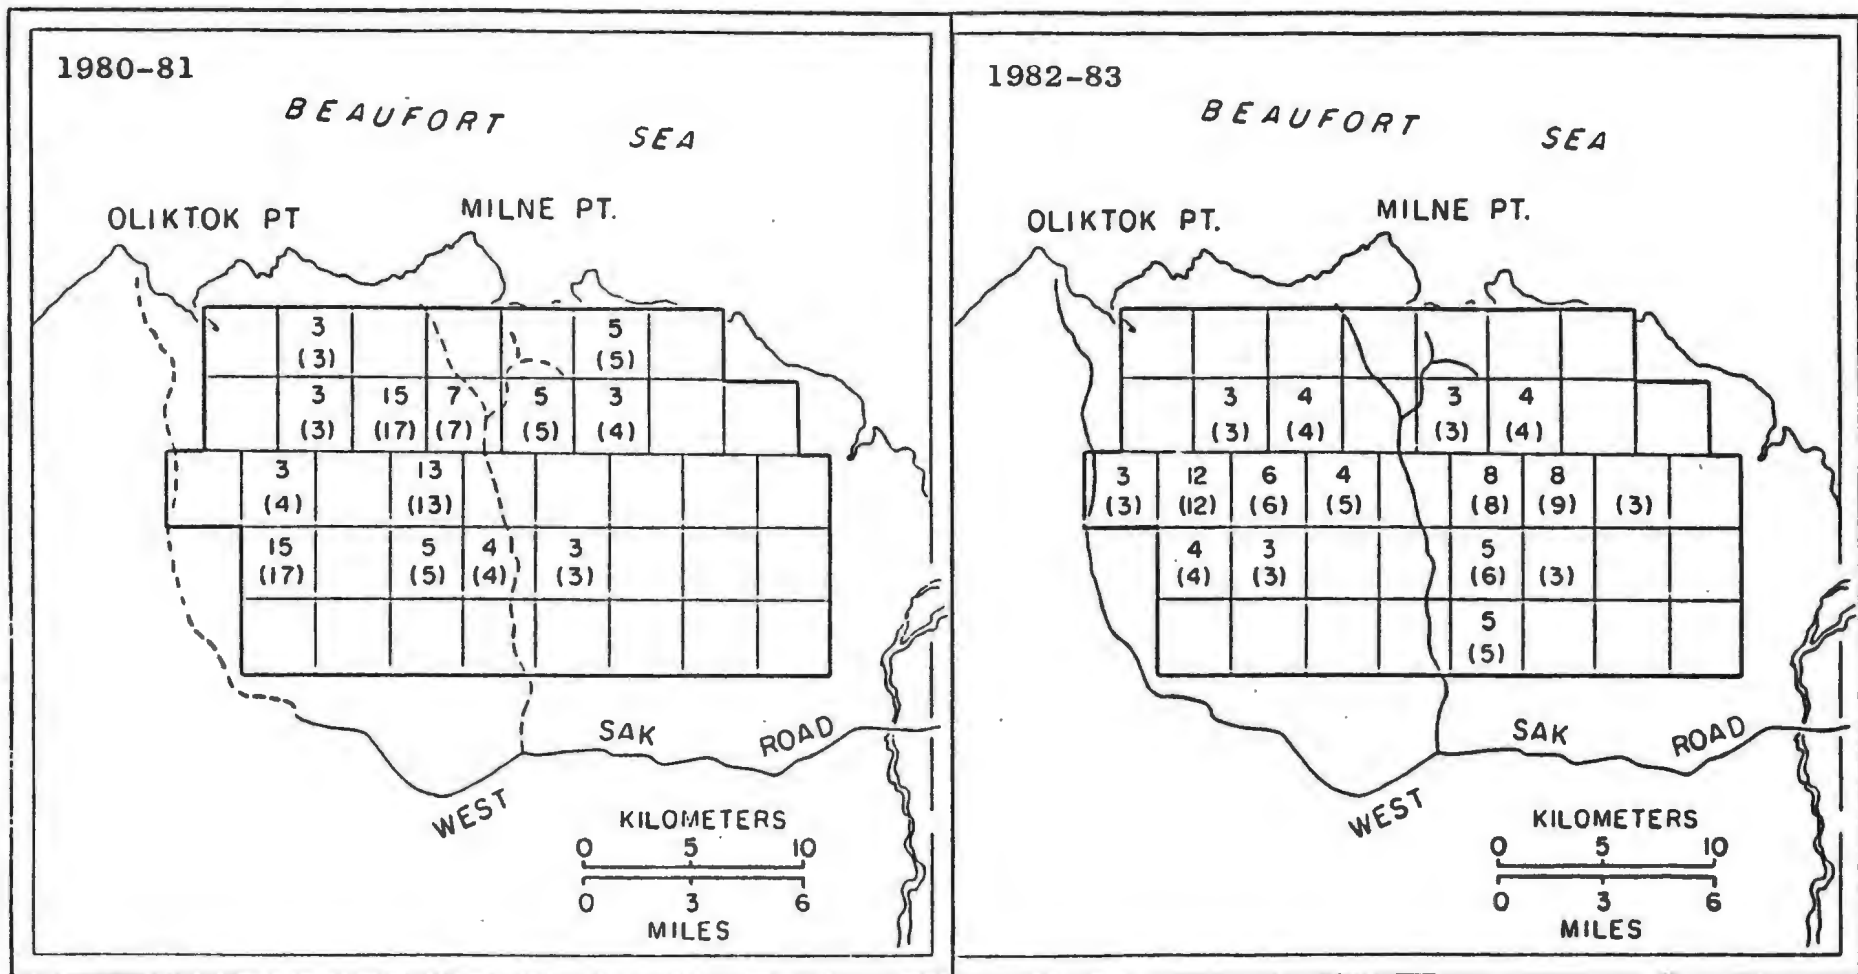 1980-81
BEAUFORT SEA
OLIKTOK PT
MILNE PT.
3 5
(3) (5)
3 15 7 5 3
(3) (17) (7) (5) (4)
3 13
(4) (13)
15 5 4 3
(17) (5) (4) (3)
WEST SAK ROAD
KILOMETERS
0 5 10
0 3 6
MILES
1982-83
BEAUFORT SEA
OLIKTOK PT.
MILNE PT.
3 4 3 4
(3) (4) (3) (4)
3 12 6 4 8 8
(3) (12) (6) (5) (8) (9) (3)
4 3 5
(4) (3) (6) (3)
5
(5)
WEST SAK ROAD
KILOMETERS
0 5 10
0 3 6
MILES